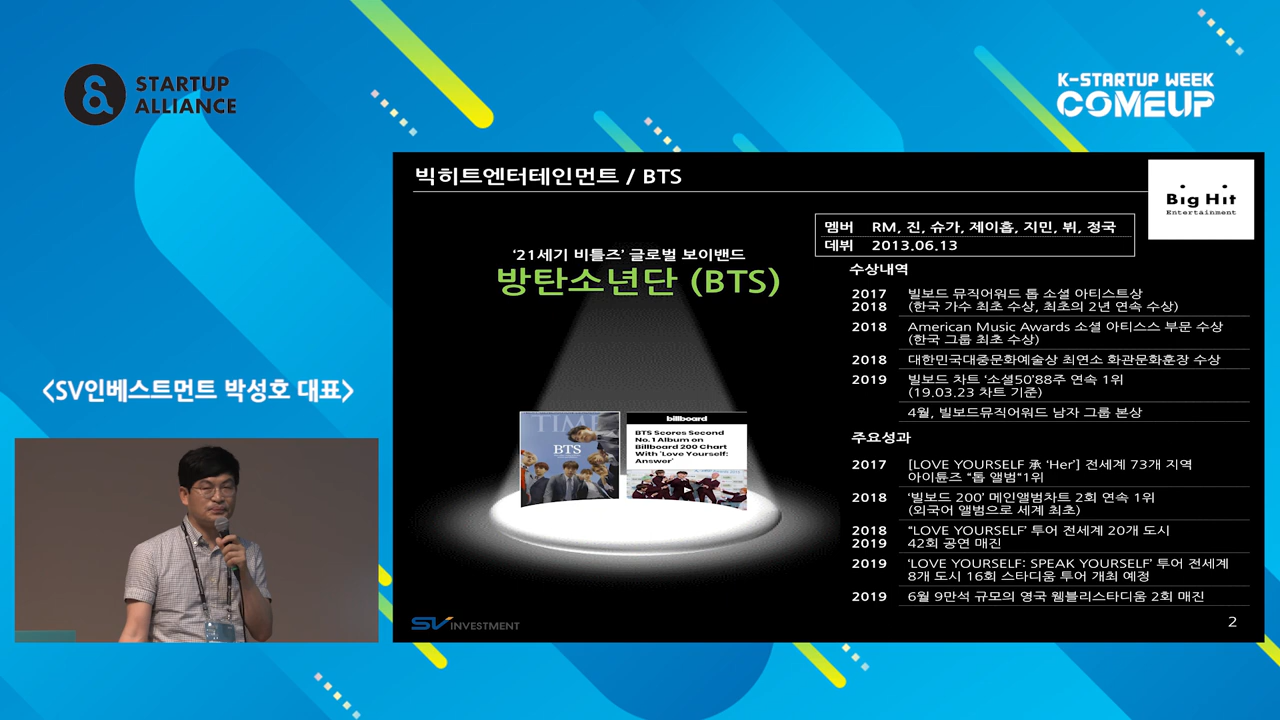 STARTUP
ALLIANCE
K-STARTUP WEEK
COMEUP
빅히트엔터테인먼트 / BTS
Big Hit
Entertainment
멤버 RM, 진, 슈가, 제이홉, 지민, 뷔, 정국
데뷔 2013.06.13
‘21세기 비틀즈’ 글로벌 보이밴드
방탄소년단 (BTS)
TIME
BTS
billboard
BTS Scores Second
No. 1 Album on
Billboard 200 Chart
With 'Love Yourself:
Answer'
수상내역
2017 빌보드 뮤직어워드 톱 소셜 아티스트상
2018 (한국 가수 최초 수상, 최초의 2년 연속 수상)
2018 American Music Awards 소셜 아티스스 부문 수상
(한국 그룹 최초 수상)
2018 대한민국대중문화예술상 최연소 화관문화훈장 수상
2019 빌보드 차트 ‘소셜50’88주 연속 1위
(19.03.23 차트 기준)
4월, 빌보드뮤직어워드 남자 그룹 본상
주요성과
2017 [LOVE YOURSELF 承 ‘Her’] 전세계 73개 지역
아이튠즈 “톱 앨범”1위
2018 ‘빌보드 200’ 메인앨범차트 2회 연속 1위
(외국어 앨범으로 세계 최초)
2018 “LOVE YOURSELF’ 투어 전세계 20개 도시
2019 42회 공연 매진
2019 ‘LOVE YOURSELF: SPEAK YOURSELF’ 투어 전세계
8개 도시 16회 스타디움 투어 개최 예정
2019 6월 9만석 규모의 영국 웸블리스타디움 2회 매진
<SV인베스트먼트 박성호 대표>
SV INVESTMENT
2